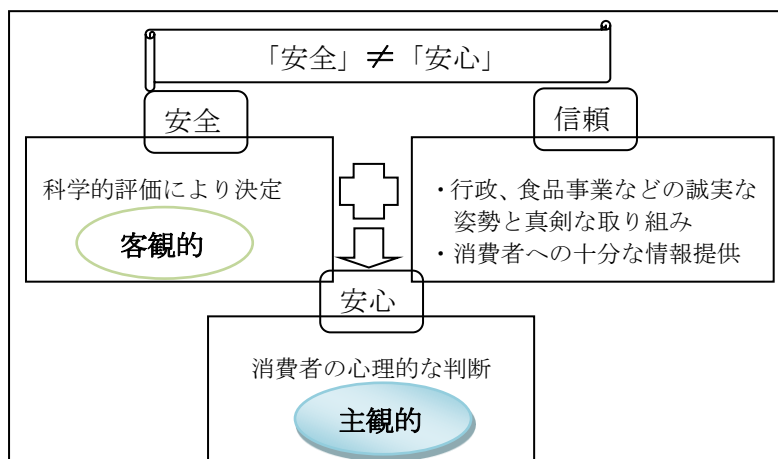 「安全」≠「安心」
安全
信頼
科学的評価により決定
客観的
・行政、食品事業などの誠実な
姿勢と真剣な取り組み
・消費者への十分な情報提供
安心
消費者の心理的な判断
主観的